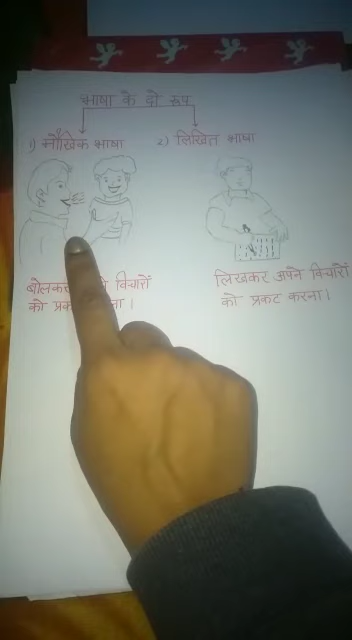 भाषा के दो रूप
1) मौखिक भाषा
2) लिखित भाषा
बोलकर विचारों
को
लिखकर अपने विचारों
को प्रकट करना।